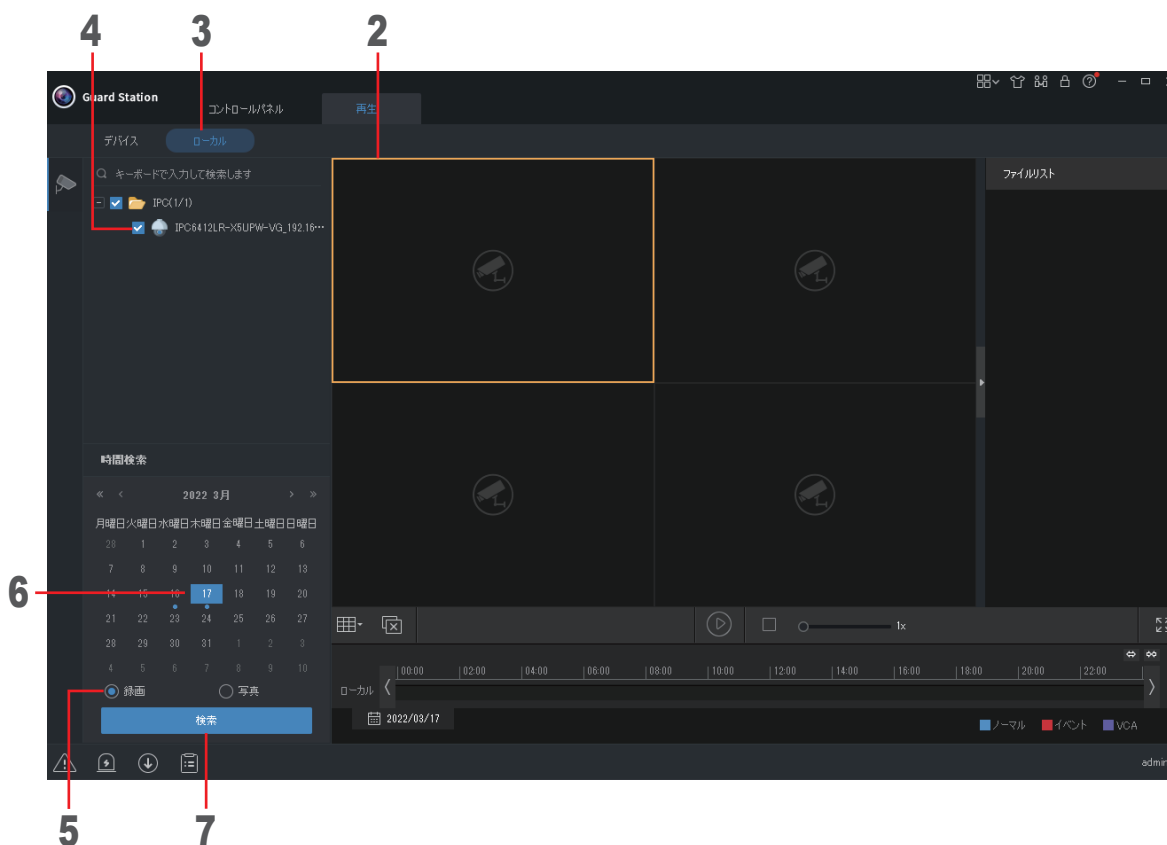 4 3 2
Guard Station
コントロールパネル 再生
デバイス ローカル
キーボードで入力して検索します
ファイルリスト
IPC(1/1)
IPC6412LR-X5UPW-VG_192.16…
時間検索
« ‹ 2022 3月 › »
月曜日 火曜日 水曜日 木曜日 金曜日 土曜日 日曜日
28 1 2 3 4 5 6
7 8 9 10 11 12 13
6
14 15 16 17 18 19 20
21 22 23 24 25 26 27
28 29 30 31 1 2 3
4 5 6 7 8 9 10
録画 写真
検索
1x
00:00 02:00 04:00 06:00 08:00 10:00 12:00 14:00 16:00 18:00 20:00 22:00
ローカル
2022/03/17
ノーマル イベント VCA
admin
5 7